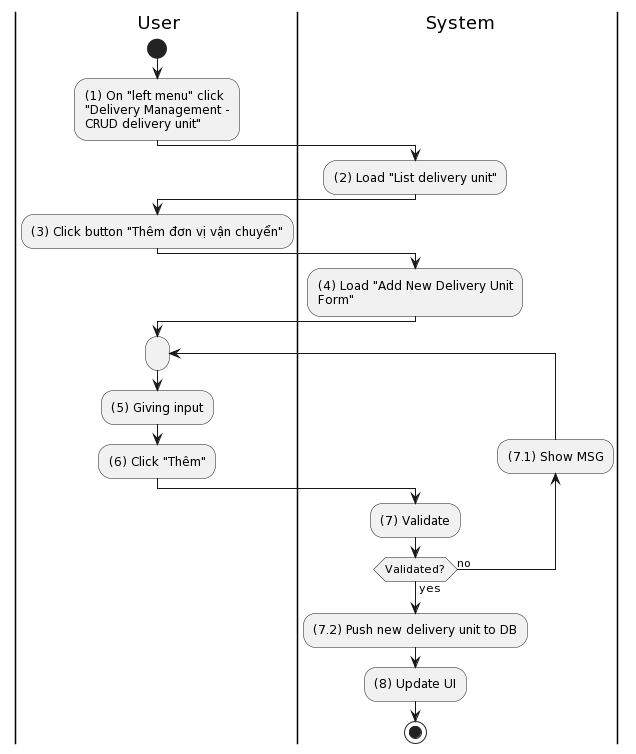 User
System
(1) On "left menu" click
"Delivery Management -
CRUD delivery unit"
(2) Load "List delivery unit"
(3) Click button "Thêm đơn vị vận chuyển"
(4) Load "Add New Delivery Unit
Form"
(5) Giving input
(6) Click "Thêm"
(7.1) Show MSG
(7) Validate
Validated?
no
yes
(7.2) Push new delivery unit to DB
(8) Update UI